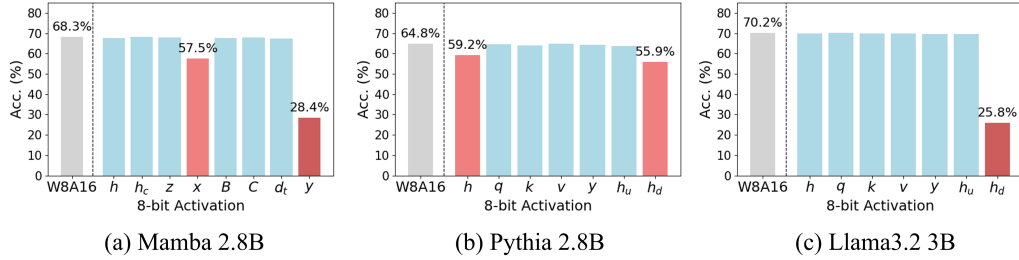 80
70
60
50
40
30
20
10
0
Acc. (%)
68.3%
57.5%
28.4%
W8A16 h h_c z x B C d_t y
8-bit Activation
(a) Mamba 2.8B
80
70
60
50
40
30
20
10
0
Acc. (%)
64.8%
59.2%
55.9%
W8A16 h q k v y h_u h_d
8-bit Activation
(b) Pythia 2.8B
80
70
60
50
40
30
20
10
0
Acc. (%)
70.2%
25.8%
W8A16 h q k v y h_u h_d
8-bit Activation
(c) Llama3.2 3B